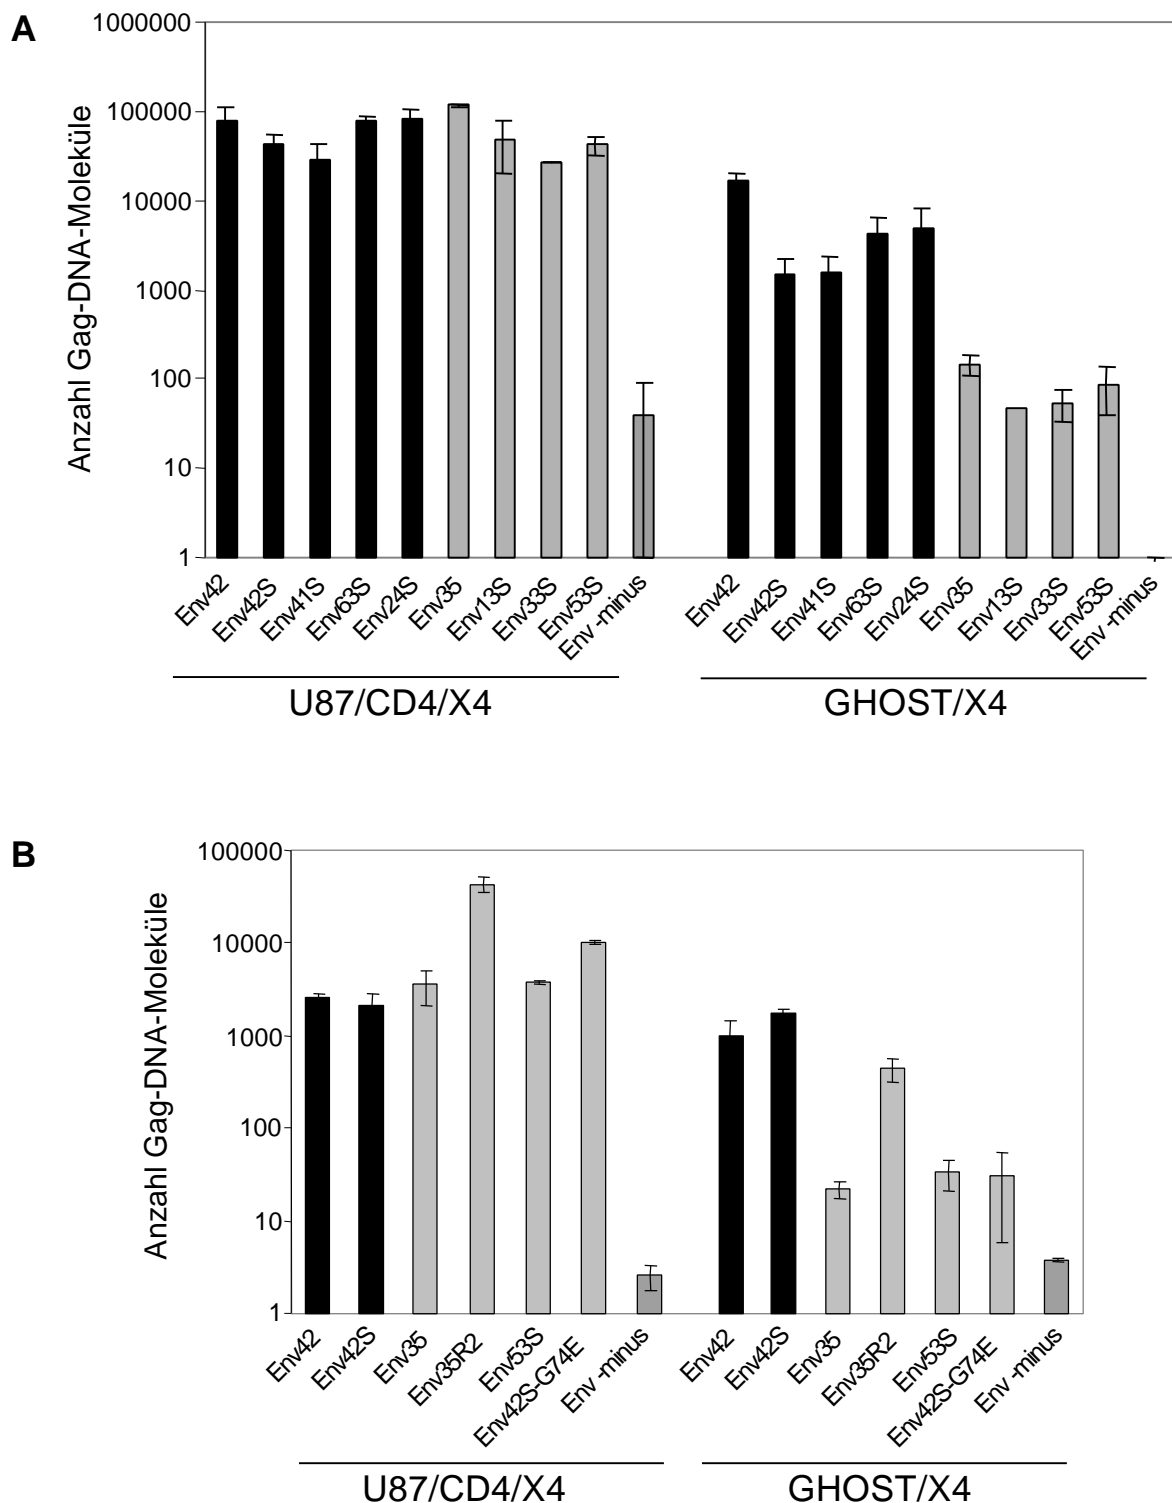 A
Anzahl Gag-DNA-Moleküle
1000000
100000
10000
1000
100
10
1
Env42
Env42S
Env41S
Env63S
Env24S
Env35
Env13S
Env33S
Env53S
Env -minus
Env42
Env42S
Env41S
Env63S
Env24S
Env35
Env13S
Env33S
Env53S
Env -minus
U87/CD4/X4
GHOST/X4
B
Anzahl Gag-DNA-Moleküle
100000
10000
1000
100
10
1
Env42
Env42S
Env35
Env35R2
Env53S
Env42S-G74E
Env -minus
Env42
Env42S
Env35
Env35R2
Env53S
Env42S-G74E
Env -minus
U87/CD4/X4
GHOST/X4